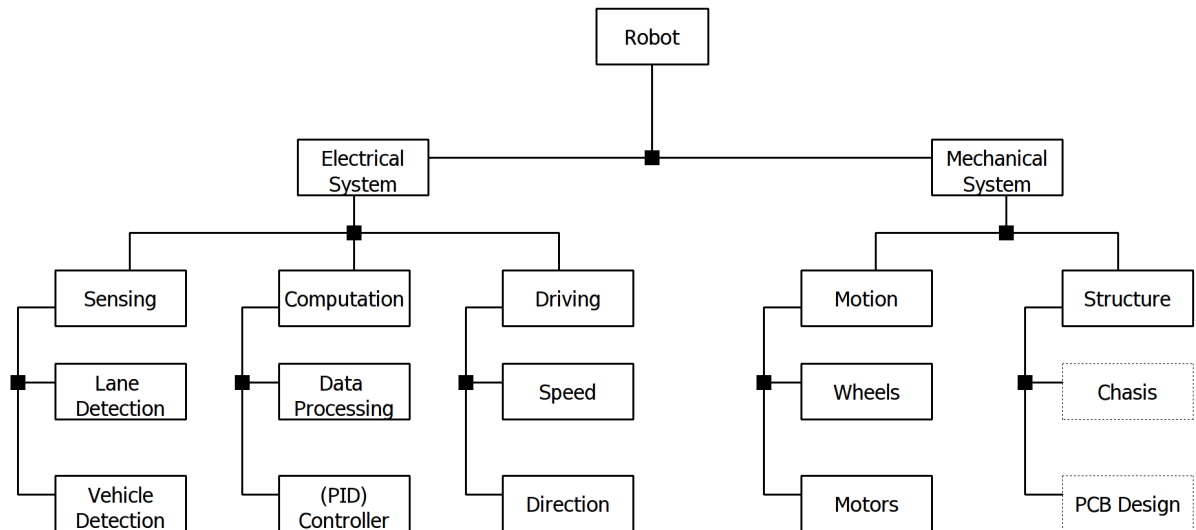 Robot
Electrical
System
Mechanical
System
Sensing
Computation
Driving
Motion
Structure
Lane
Detection
Data
Processing
Speed
Wheels
Chasis
Vehicle
Detection
(PID)
Controller
Direction
Motors
PCB Design